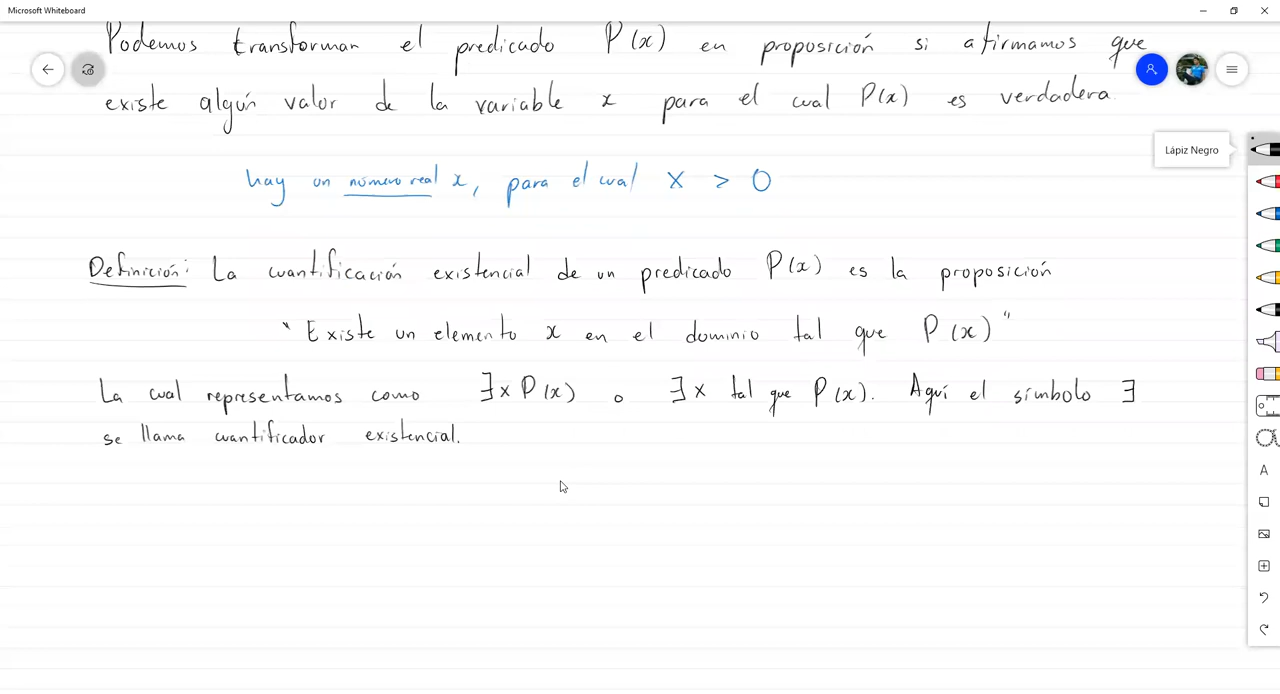 Microsoft Whiteboard
Podemos transformar el predicado P(x) en proposición si afirmamos que
existe algún valor de la variable x para el cual P(x) es verdadera.
Lápiz Negro
hay un número real x, para el cual x > 0
Definición: La cuantificación existencial de un predicado P(x) es la proposición
"Existe un elemento x en el dominio tal que P(x)"
La cual representamos como ∃x P(x) o ∃x tal que P(x). Aquí el símbolo ∃
se llama cuantificador existencial.